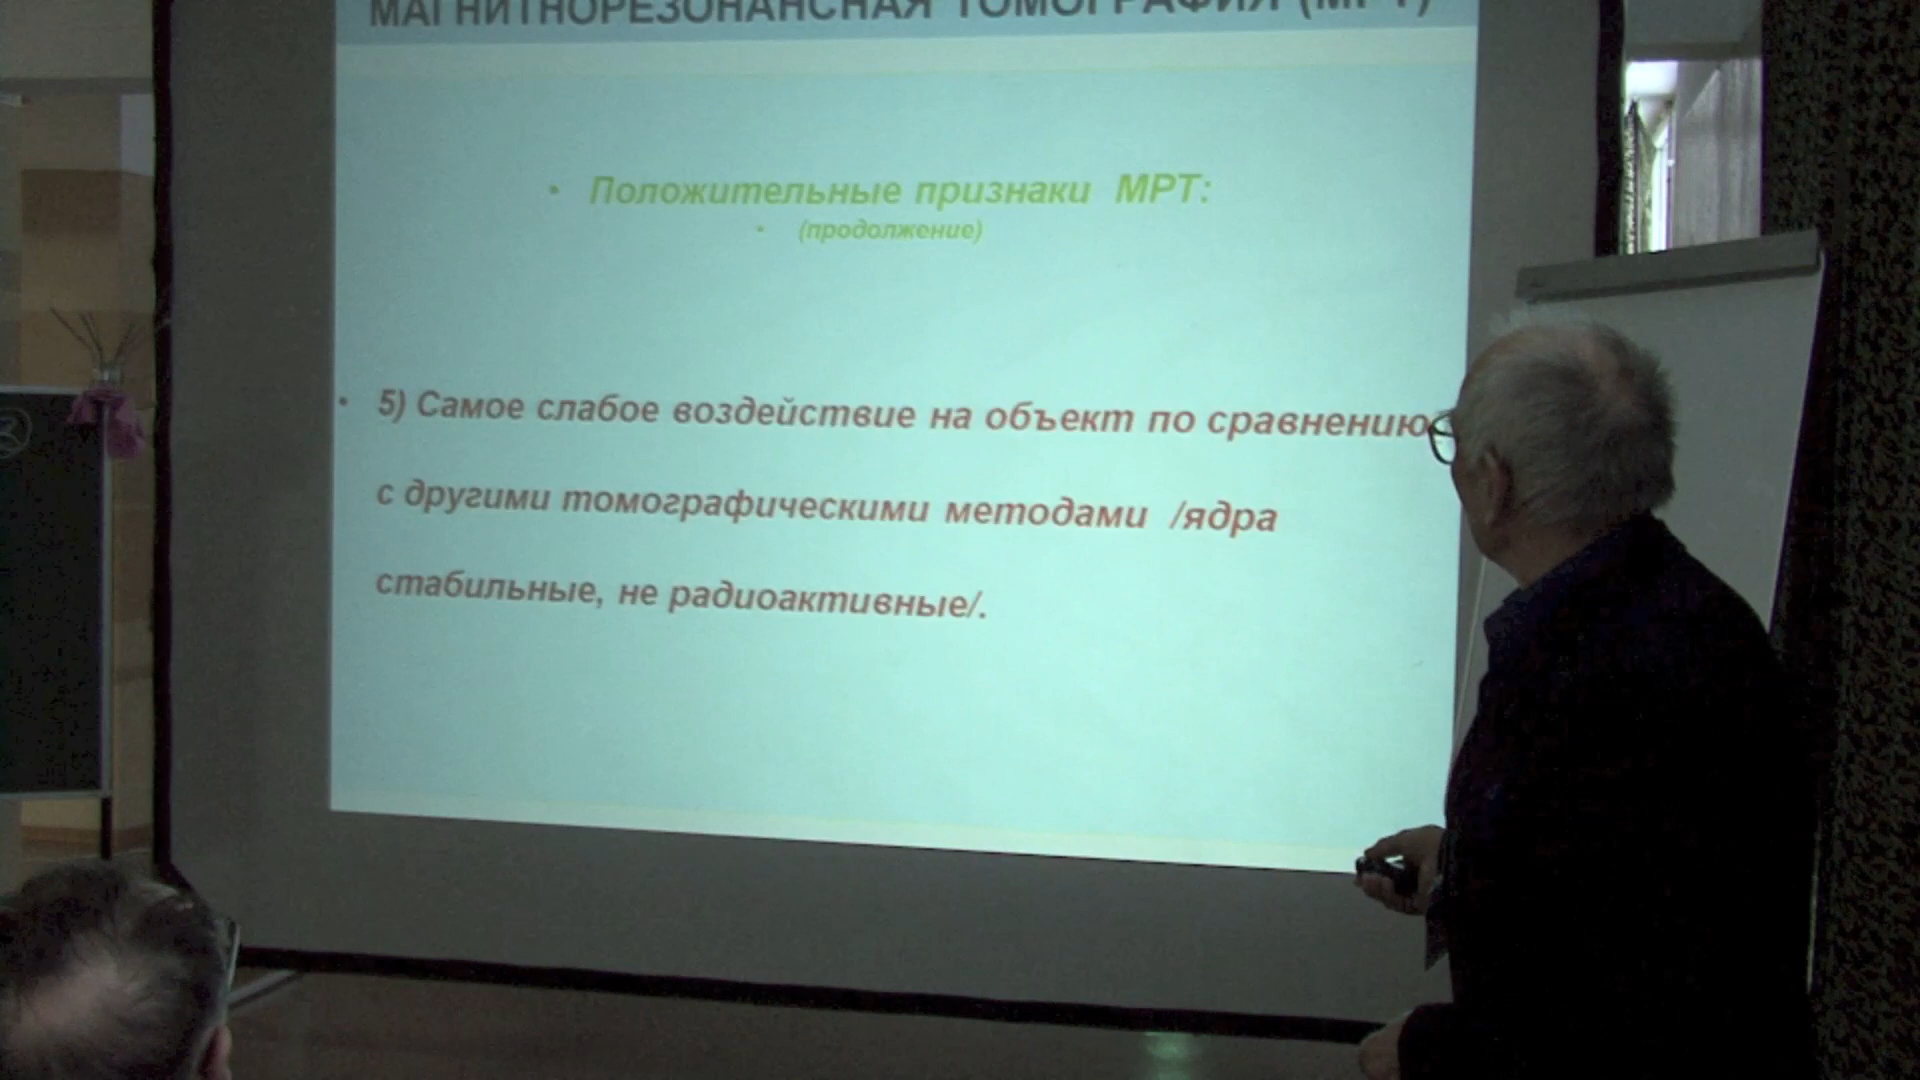 МАГНИТНОРЕЗОНАНСНАЯ ТОМОГРАФИЯ (МРТ)
• Положительные признаки МРТ:
• (продолжение)
• 5) Самое слабое воздействие на объект по сравнению
с другими томографическими методами /ядра
стабильные, не радиоактивные/.